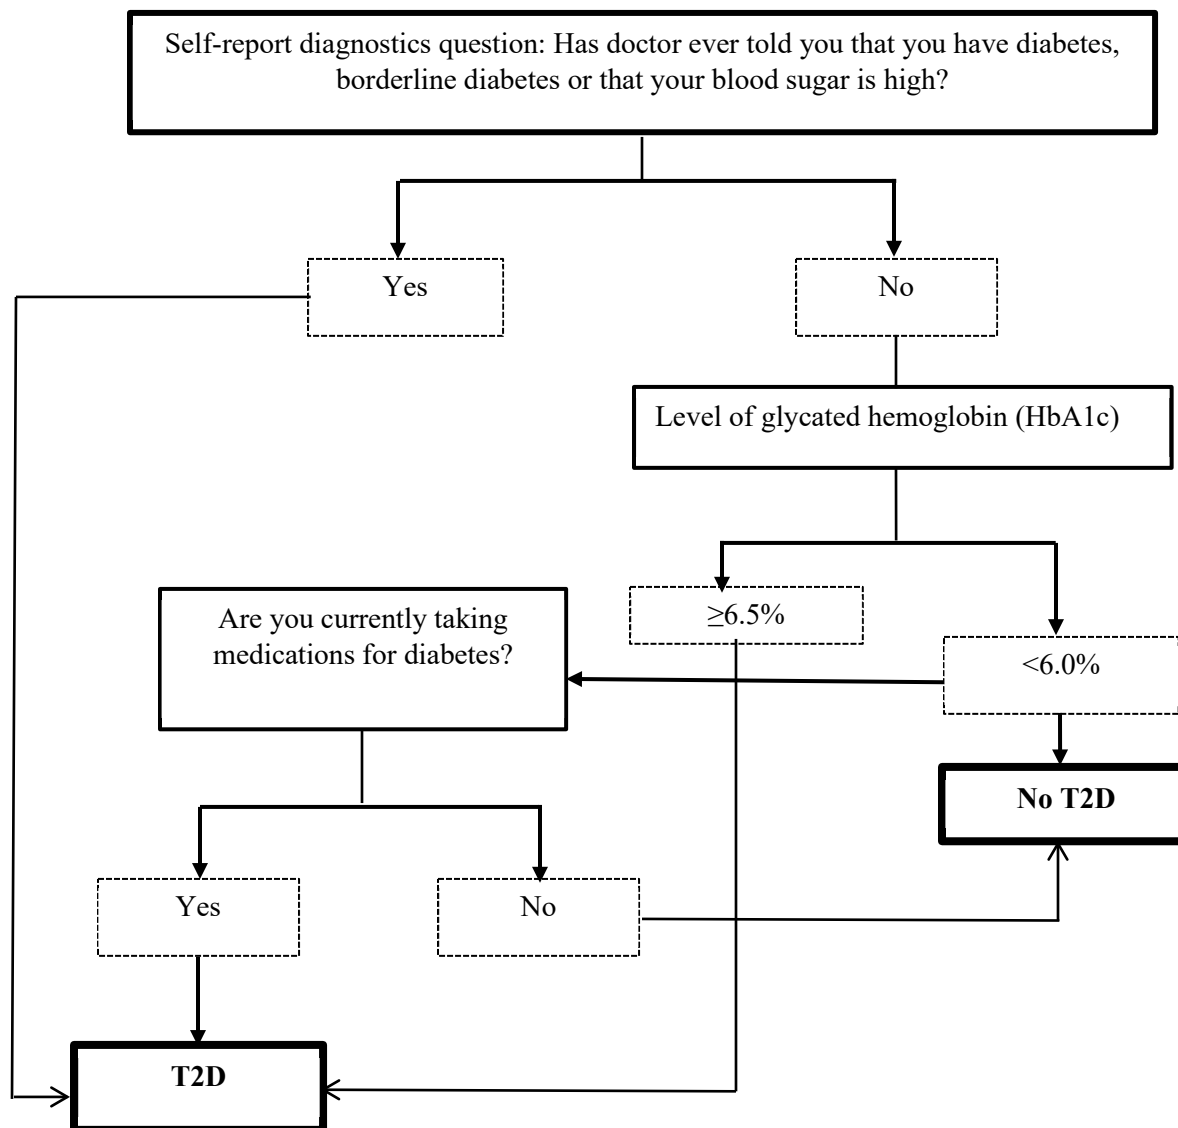 Self-report diagnostics question: Has doctor ever told you that you have diabetes,
borderline diabetes or that your blood sugar is high?
Yes
No
Level of glycated hemoglobin (HbA1c)
≥6.5%
<6.0%
Are you currently taking
medications for diabetes?
No T2D
Yes
No
T2D